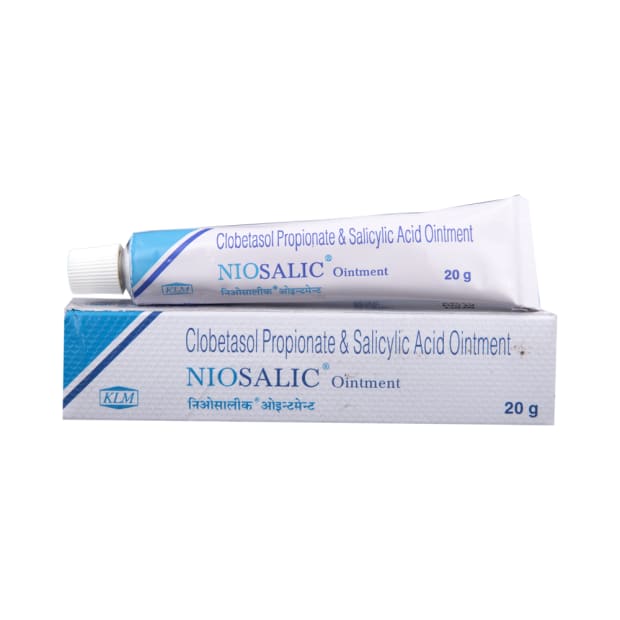 Clobetasol Propionate & Salicylic Acid Ointment
NIOSALIC® Ointment 20 g
KLM निओसालीक® ओइन्टमेन्ट
Clobetasol Propionate & Salicylic Acid Ointment
NIOSALIC® Ointment
KLM निओसालीक® ओइन्टमेन्ट 20 g